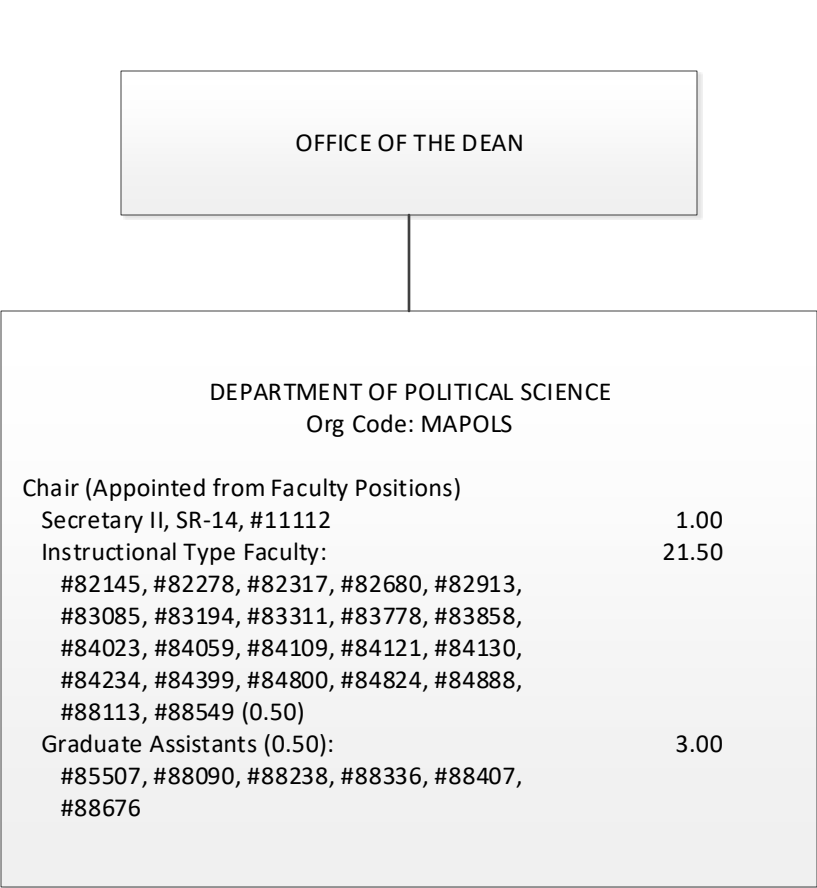 OFFICE OF THE DEAN
DEPARTMENT OF POLITICAL SCIENCE
Org Code: MAPOLS
Chair (Appointed from Faculty Positions)
Secretary II, SR-14, #11112 1.00
Instructional Type Faculty: 21.50
#82145, #82278, #82317, #82680, #82913,
#83085, #83194, #83311, #83778, #83858,
#84023, #84059, #84109, #84121, #84130,
#84234, #84399, #84800, #84824, #84888,
#88113, #88549 (0.50)
Graduate Assistants (0.50): 3.00
#85507, #88090, #88238, #88336, #88407,
#88676